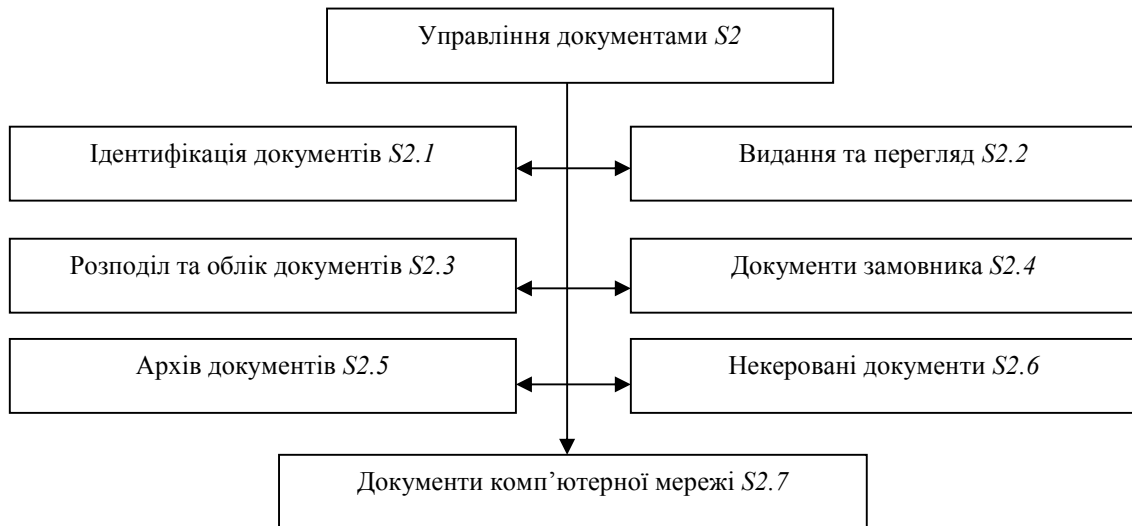 Управління документами S2
Ідентифікація документів S2.1
Видання та перегляд S2.2
Розподіл та облік документів S2.3
Документи замовника S2.4
Архів документів S2.5
Некеровані документи S2.6
Документи комп’ютерної мережі S2.7